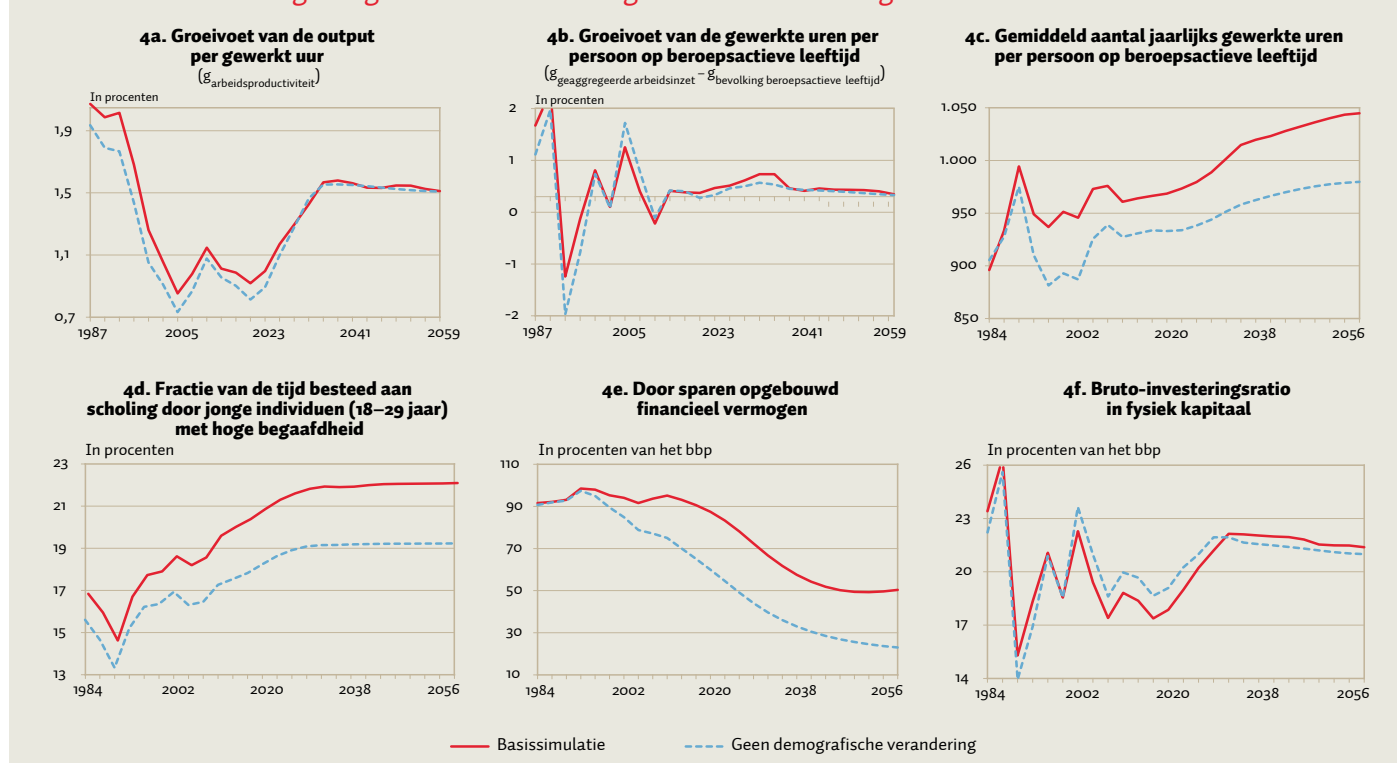 4a. Groeivoet van de output
per gewerkt uur
(g arbeidsproductiviteit)
In procenten
1,9
1,5
1,1
0,7
1987 2005 2023 2041 2059
4b. Groeivoet van de gewerkte uren per
persoon op beroepsactieve leeftijd
(g geaggregeerde arbeidsinzet – g bevolking beroepsactieve leeftijd)
In procenten
2
1
0
-1
-2
1987 2005 2023 2041 2059
4c. Gemiddeld aantal jaarlijks gewerkte uren
per persoon op beroepsactieve leeftijd
1.050
1.000
950
900
850
1984 2002 2020 2038 2056
4d. Fractie van de tijd besteed aan
scholing door jonge individuen (18–29 jaar)
met hoge begaafdheid
In procenten
23
21
19
17
15
13
1984 2002 2020 2038 2056
4e. Door sparen opgebouwd
financieel vermogen
In procenten van het bbp
110
90
70
50
30
10
1984 2002 2020 2038 2056
4f. Bruto-investeringsratio
in fysiek kapitaal
In procenten van het bbp
26
23
20
17
14
1984 2002 2020 2038 2056
Basissimulatie
Geen demografische verandering